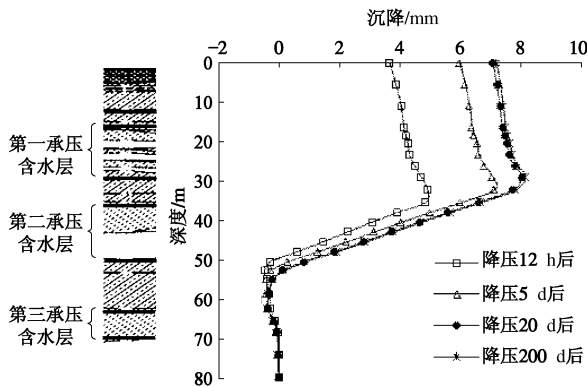 沉降/mm
−2 0 2 4 6 8 10
0
10
20
30
40
50
60
70
80
深度/m
第一承压
含水层
第二承压
含水层
第三承压
含水层
降压12 h后
降压5 d后
降压20 d后
降压200 d后